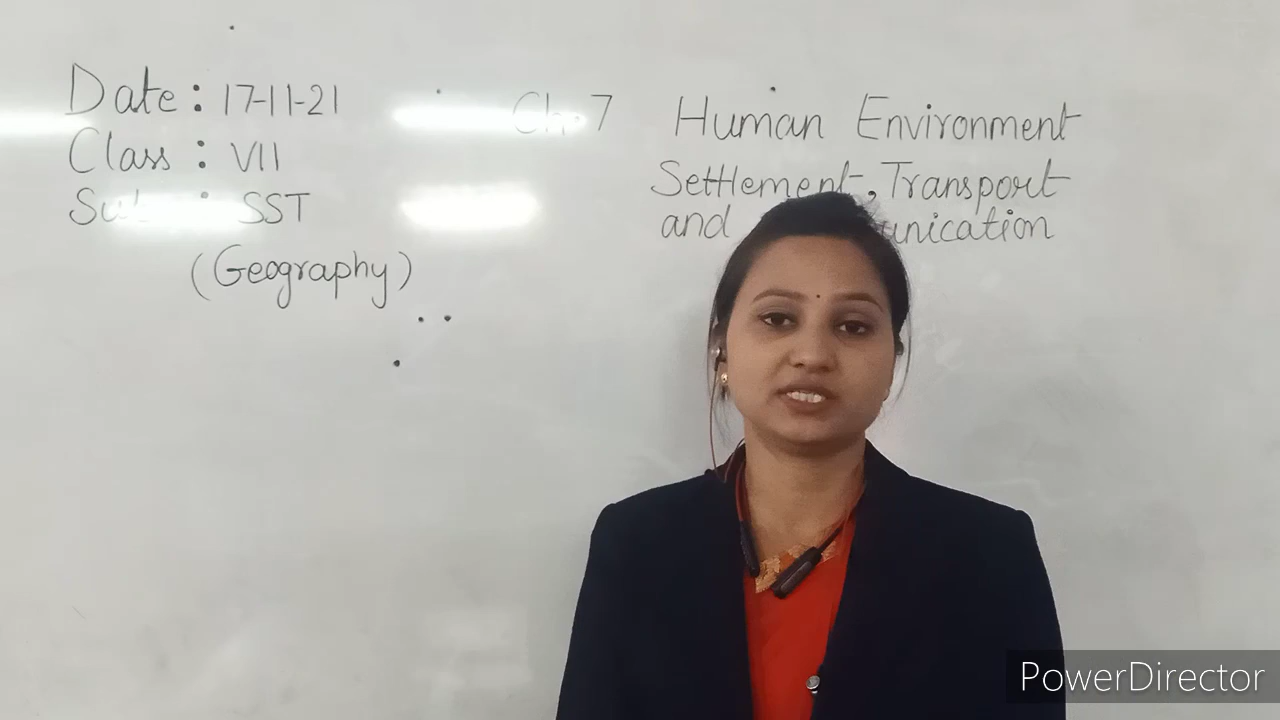 Date: 17-11-21
Class: VII
: SST
(Geography)
Ch.7 Human Environment
Settlement, Transport
and
PowerDirector